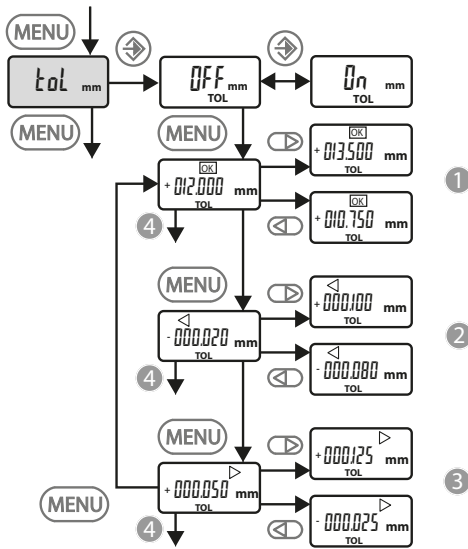 MENU
toL mm
OFF mm
TOL
On mm
TOL
MENU
MENU
OK
+ 012.000 mm
TOL
OK
+ 013.500 mm
TOL
1
OK
+ 010.750 mm
TOL
4
MENU
- 000.020 mm
TOL
+ 000.100 mm
TOL
2
- 000.080 mm
TOL
4
MENU
+ 000.050 mm
TOL
+ 000.125 mm
TOL
3
MENU
- 000.025 mm
TOL
4